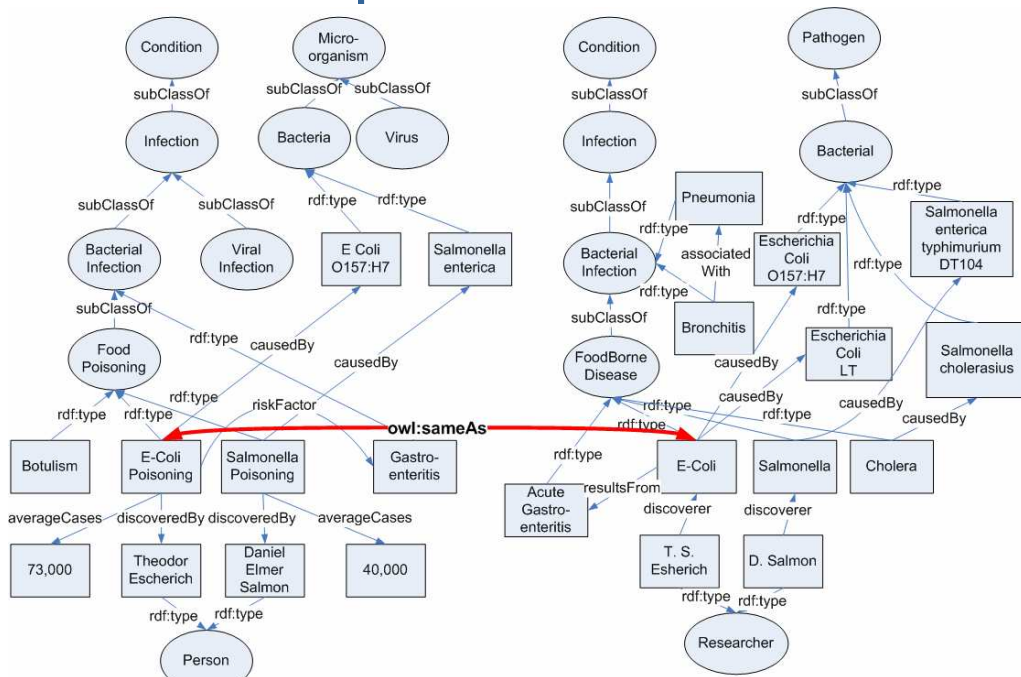 Condition
Micro-
organism
Condition
Pathogen
subClassOf
subClassOf
subClassOf
subClassOf
subClassOf
Infection
Bacteria
Virus
Infection
Bacterial
rdf:type
rdf:type
rdf:type
Pneumonia
subClassOf
subClassOf
subClassOf
rdf:type
rdf:type
Salmonella
enterica
typhimurium
DT104
Bacterial
Infection
Viral
Infection
E Coli
O157:H7
Salmonella
enterica
Bacterial
Infection
associated
With
Escherichia
Coli
O157:H7
rdf:type
rdf:type
rdf:type
subClassOf
rdf:type
subClassOf
Bronchitis
Food
Poisoning
causedBy
causedBy
FoodBorne
Disease
causedBy
Escherichia
Coli
LT
Salmonella
cholerasius
rdf:type
rdf:type
rdf:type
riskFactor
causedBy
causedBy
causedBy
rdf:type
rdf:type
rdf:type
owl:sameAs
Botulism
E-Coli
Poisoning
Salmonella
Poisoning
Gastro-
enteritis
rdf:type
E-Coli
Salmonella
Cholera
resultsFrom
Acute
Gastro-
enteritis
averageCases
discoveredBy
discoveredBy
averageCases
discoverer
discoverer
73,000
Theodor
Escherich
Daniel
Elmer
Salmon
40,000
T. S.
Esherich
D. Salmon
rdf:type
rdf:type
rdf:type
rdf:type
Person
Researcher